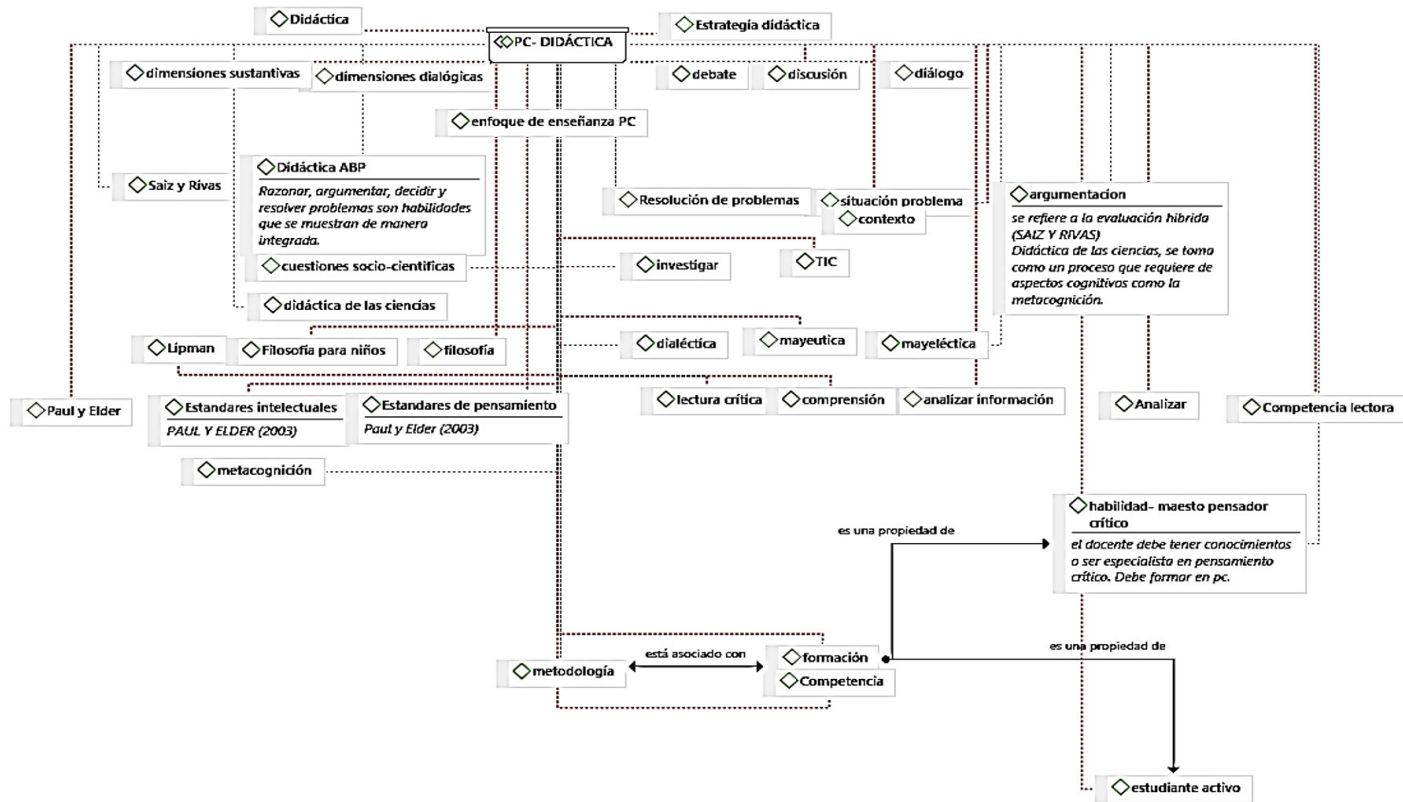 Didáctica
Estrategia didáctica
PC- DIDÁCTICA
dimensiones sustantivas
dimensiones dialógicas
debate
discusión
diálogo
enfoque de enseñanza PC
Saiz y Rivas
Didáctica ABP
Razonar, argumentar, decidir y
resolver problemas son habilidades
que se muestran de manera
integrada.
Resolución de problemas
situación problema
contexto
argumentacion
se refiere a la evaluación hibrida
(SAIZ Y RIVAS)
Didáctica de las ciencias, se toma
como un proceso que requiere de
aspectos cognitivos como la
metacognición.
cuestiones socio-cientificas
investigar
TIC
didáctica de las ciencias
Lipman
Filosofía para niños
filosofía
dialéctica
mayeutica
mayeléctica
Paul y Elder
Estandares intelectuales
PAUL Y ELDER (2003)
Estandares de pensamiento
Paul y Elder (2003)
lectura crítica
comprensión
analizar información
Analizar
Competencia lectora
metacognición
habilidad- maesto pensador
crítico
el docente debe tener conocimientos
o ser especialista en pensamiento
crítico. Debe formar en pc.
es una propiedad de
metodología
está asociado con
formación
Competencia
es una propiedad de
estudiante activo